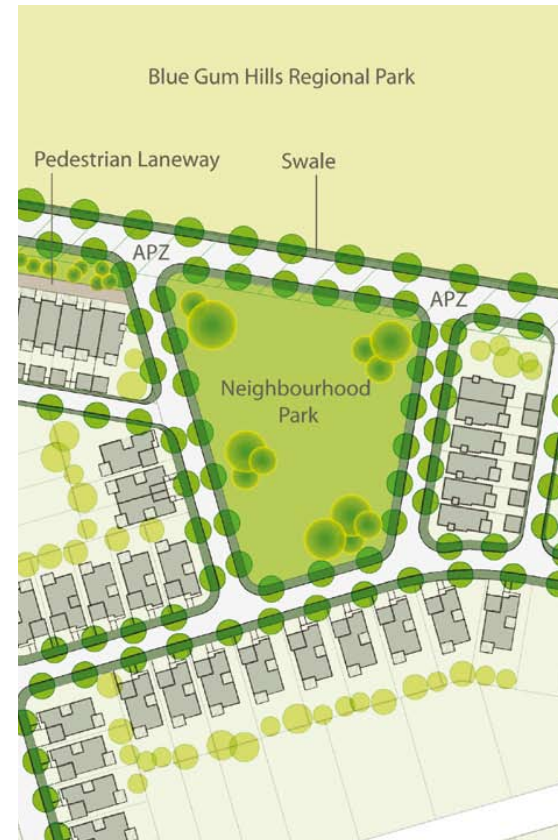 Blue Gum Hills Regional Park
Pedestrian Laneway
Swale
APZ
APZ
Neighbourhood
Park